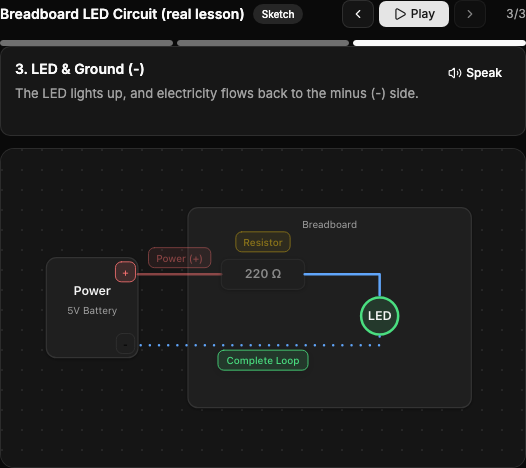 Breadboard LED Circuit (real lesson)
Sketch
Play
3/3
3. LED & Ground (-)
Speak
The LED lights up, and electricity flows back to the minus (-) side.
Breadboard
Resistor
Power (+)
+
220 Ω
Power
5V Battery
LED
-
Complete Loop